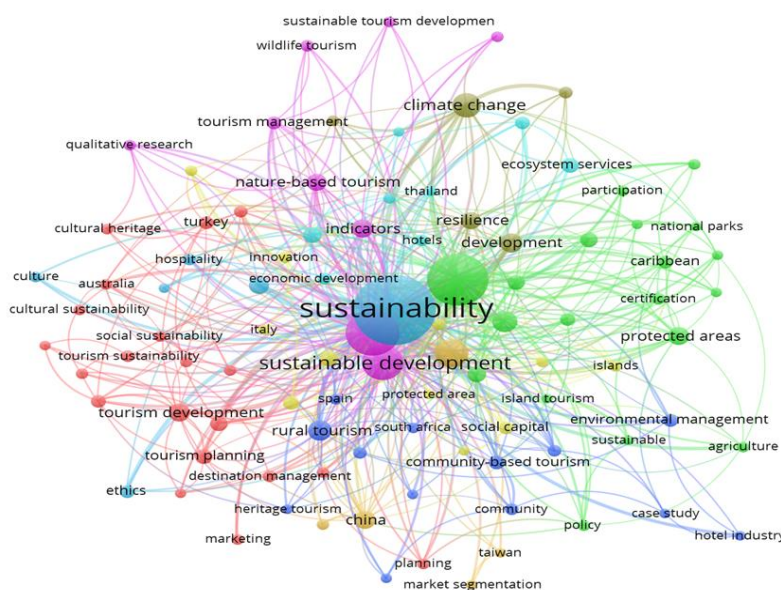 sustainable tourism developmen
wildlife tourism
climate change
tourism management
qualitative research
ecosystem services
nature-based tourism
thailand
participation
cultural heritage
turkey
resilience
indicators
national parks
hotels
development
hospitality
innovation
caribbean
culture
economic development
australia
certification
sustainability
cultural sustainability
social sustainability
italy
protected areas
tourism sustainability
sustainable development
islands
spain
protected area
island tourism
tourism development
rural tourism
south africa
social capital
environmental management
sustainable
agriculture
tourism planning
community-based tourism
destination management
ethics
heritage tourism
community
case study
china
policy
marketing
hotel industry
taiwan
planning
market segmentation